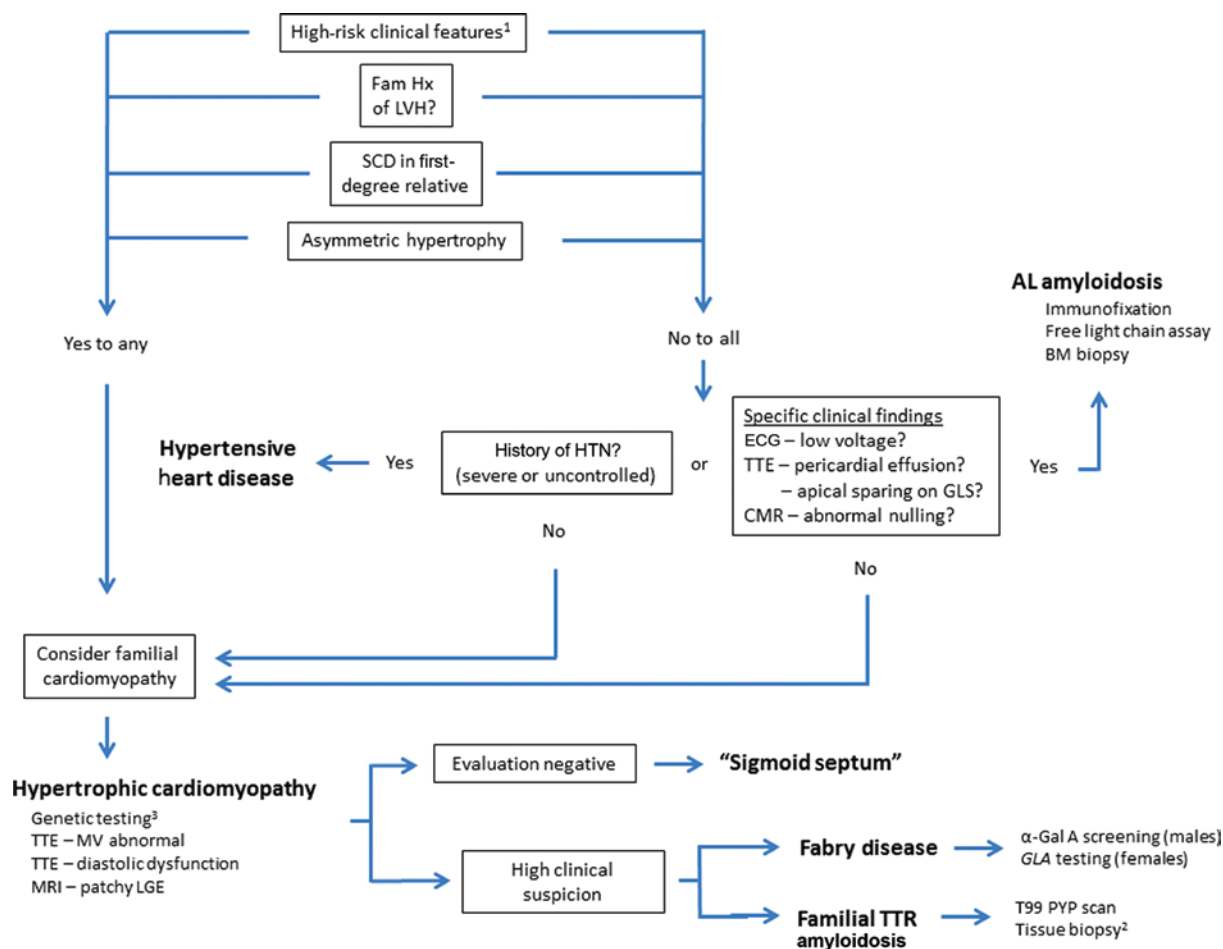 High-risk clinical features1
Fam Hx
of LVH?
SCD in first-
degree relative
Asymmetric hypertrophy
Yes to any
No to all
AL amyloidosis
Immunofixation
Free light chain assay
BM biopsy
Hypertensive
heart disease
Yes
History of HTN?
(severe or uncontrolled)
or
Specific clinical findings
ECG – low voltage?
TTE – pericardial effusion?
– apical sparing on GLS?
CMR – abnormal nulling?
Yes
No
No
Consider familial
cardiomyopathy
Hypertrophic cardiomyopathy
Genetic testing3
TTE – MV abnormal
TTE – diastolic dysfunction
MRI – patchy LGE
Evaluation negative
“Sigmoid septum”
High clinical
suspicion
Fabry disease
α-Gal A screening (males)
GLA testing (females)
Familial TTR
amyloidosis
T99 PYP scan
Tissue biopsy2